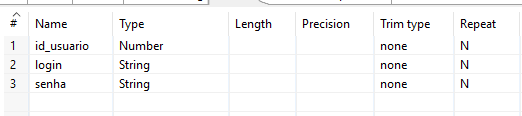 # Name Type Length Precision Trim type Repeat
1 id_usuario Number none N
2 login String none N
3 senha String none N